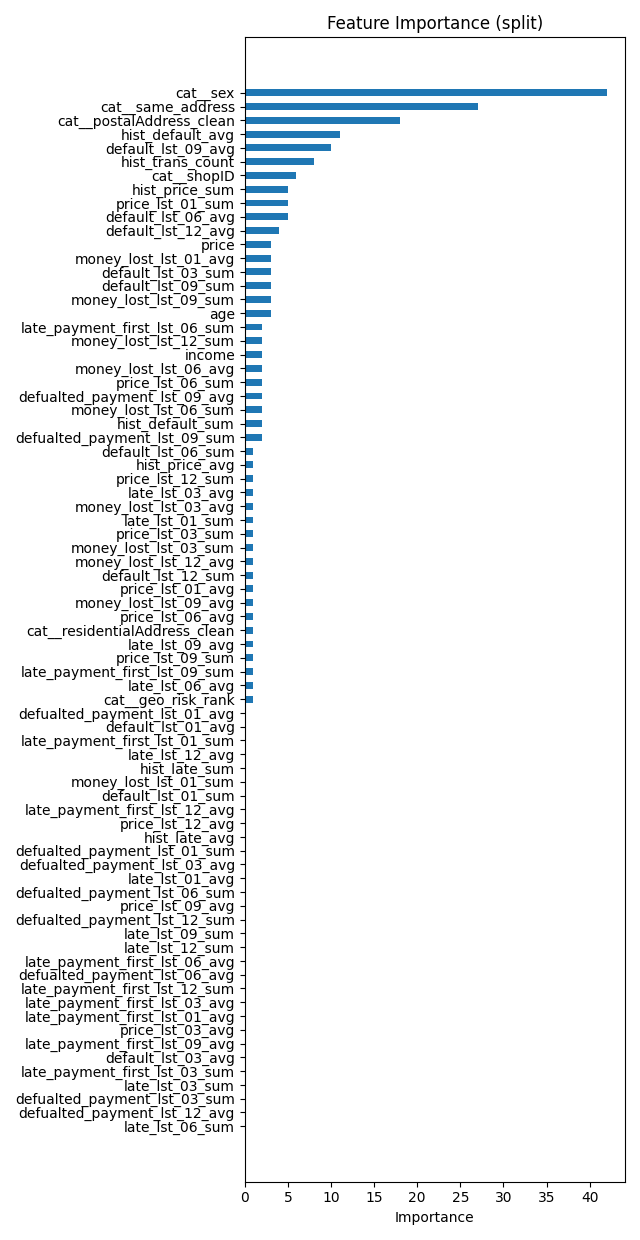 Feature Importance (split)
cat__sex
cat__same_address
cat__postalAddress_clean
hist_default_avg
default_lst_09_avg
hist_trans_count
cat__shopID
hist_price_sum
price_lst_01_sum
default_lst_06_avg
default_lst_12_avg
price
money_lost_lst_01_avg
default_lst_03_sum
default_lst_09_sum
money_lost_lst_09_sum
age
late_payment_first_lst_06_sum
money_lost_lst_12_sum
income
money_lost_lst_06_avg
price_lst_06_sum
defualted_payment_lst_09_avg
money_lost_lst_06_sum
hist_default_sum
defualted_payment_lst_09_sum
default_lst_06_sum
hist_price_avg
price_lst_12_sum
late_lst_03_avg
money_lost_lst_03_avg
late_lst_01_sum
price_lst_03_sum
money_lost_lst_03_sum
money_lost_lst_12_avg
default_lst_12_sum
price_lst_01_avg
money_lost_lst_09_avg
price_lst_06_avg
cat__residentialAddress_clean
late_lst_09_avg
price_lst_09_sum
late_payment_first_lst_09_sum
late_lst_06_avg
cat__geo_risk_rank
defualted_payment_lst_01_avg
default_lst_01_avg
late_payment_first_lst_01_sum
late_lst_12_avg
hist_late_sum
money_lost_lst_01_sum
default_lst_01_sum
late_payment_first_lst_12_avg
price_lst_12_avg
hist_late_avg
defualted_payment_lst_01_sum
defualted_payment_lst_03_avg
late_lst_01_avg
defualted_payment_lst_06_sum
price_lst_09_avg
defualted_payment_lst_12_sum
late_lst_09_sum
late_lst_12_sum
late_payment_first_lst_06_avg
defualted_payment_lst_06_avg
late_payment_first_lst_12_sum
late_payment_first_lst_03_avg
late_payment_first_lst_01_avg
price_lst_03_avg
late_payment_first_lst_09_avg
default_lst_03_avg
late_payment_first_lst_03_sum
late_lst_03_sum
defualted_payment_lst_03_sum
defualted_payment_lst_12_avg
late_lst_06_sum
0 5 10 15 20 25 30 35 40
Importance